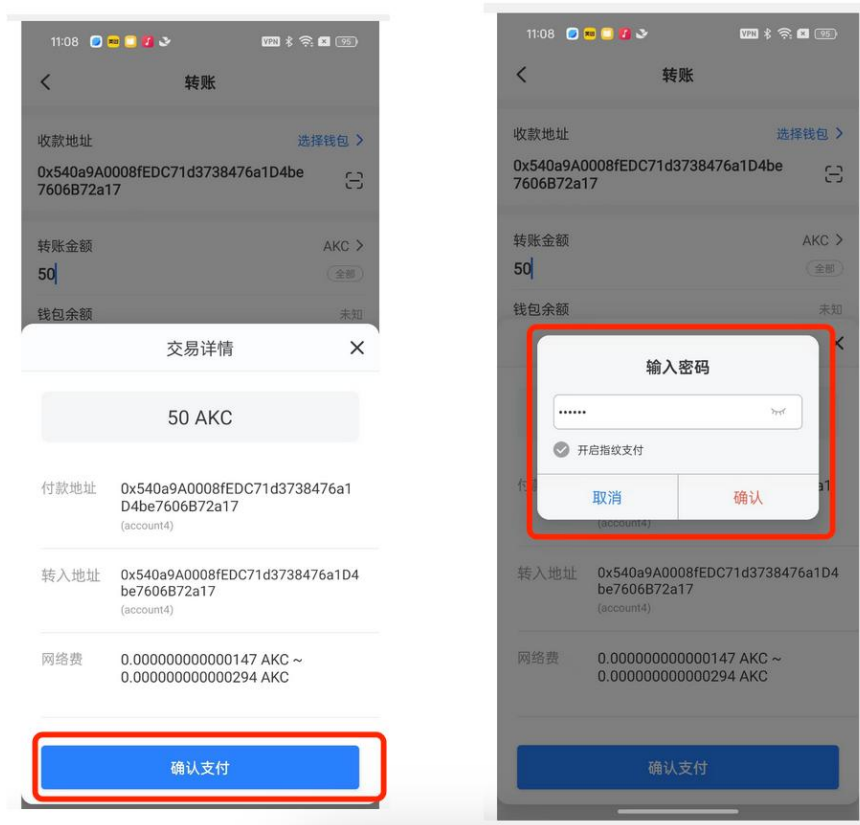 11:08
VPN
95
转账
收款地址
选择钱包
0x540a9A0008fEDC71d3738476a1D4be
7606B72a17
转账金额
AKC
50
全部
钱包余额
未知
交易详情
50 AKC
付款地址
0x540a9A0008fEDC71d3738476a1
D4be7606B72a17
(account4)
转入地址
0x540a9A0008fEDC71d3738476a1D4
be7606B72a17
(account4)
网络费
0.000000000000147 AKC ~
0.000000000000294 AKC
确认支付
11:08
VPN
95
转账
收款地址
选择钱包
0x540a9A0008fEDC71d3738476a1D4be
7606B72a17
转账金额
AKC
50
全部
钱包余额
未知
输入密码
••••••
开启指纹支付
取消
确认
a1
(account4)
转入地址
0x540a9A0008fEDC71d3738476a1D4
be7606B72a17
(account4)
网络费
0.000000000000147 AKC ~
0.000000000000294 AKC
确认支付